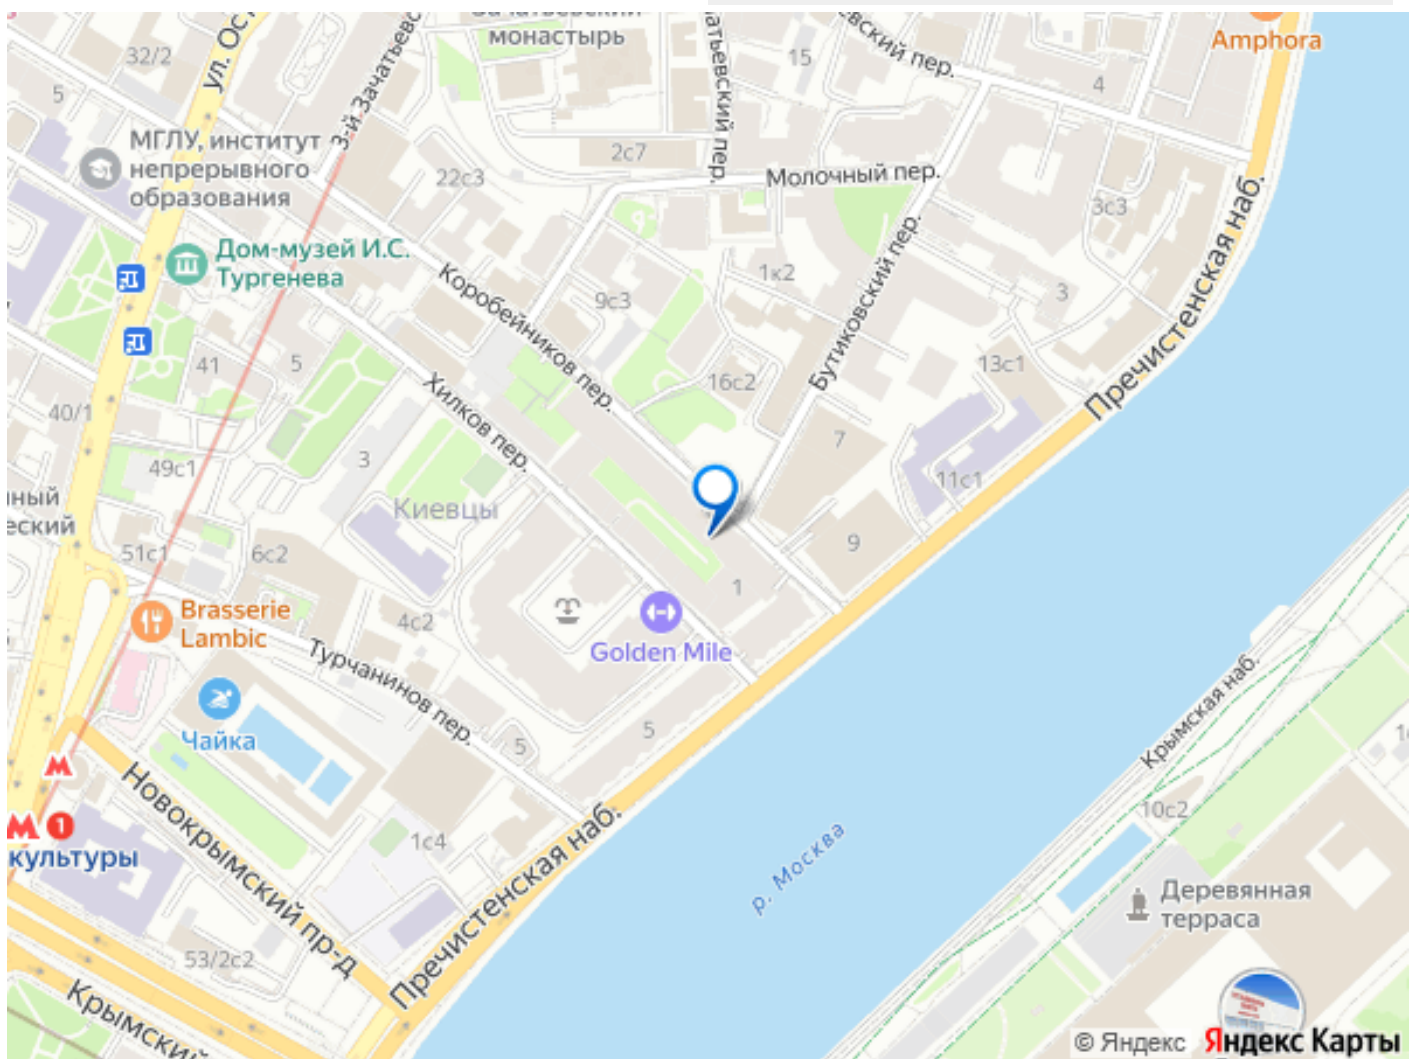 монастырь
Amphora
32/2
ул. Ост
3-й Зачатьевс
атьевский пер.
15
евский пер.
4
5
МГЛУ, институт
непрерывного
образования
2с7
22с3
Молочный пер.
3с3
Дом-музей И.С.
Тургенева
Коробейников пер.
9с3
1к2
Бутиковский пер.
3
Пречистенская наб.
41
5
16с2
13с1
40/1
Хилков пер.
7
49с1
3
11с1
Киевцы
ный
еский
51с1
6с2
9
1
Brasserie
Lambic
4с2
Golden Mile
Турчанинов пер.
Крымская наб.
Чайка
5
5
М
М 1
культуры
Новокрымский пр-д
1с4
Пречистенская наб.
р. Москва
10с2
1
Деревянная
терраса
53/2с2
Крымский
© Яндекс
Яндекс Карты